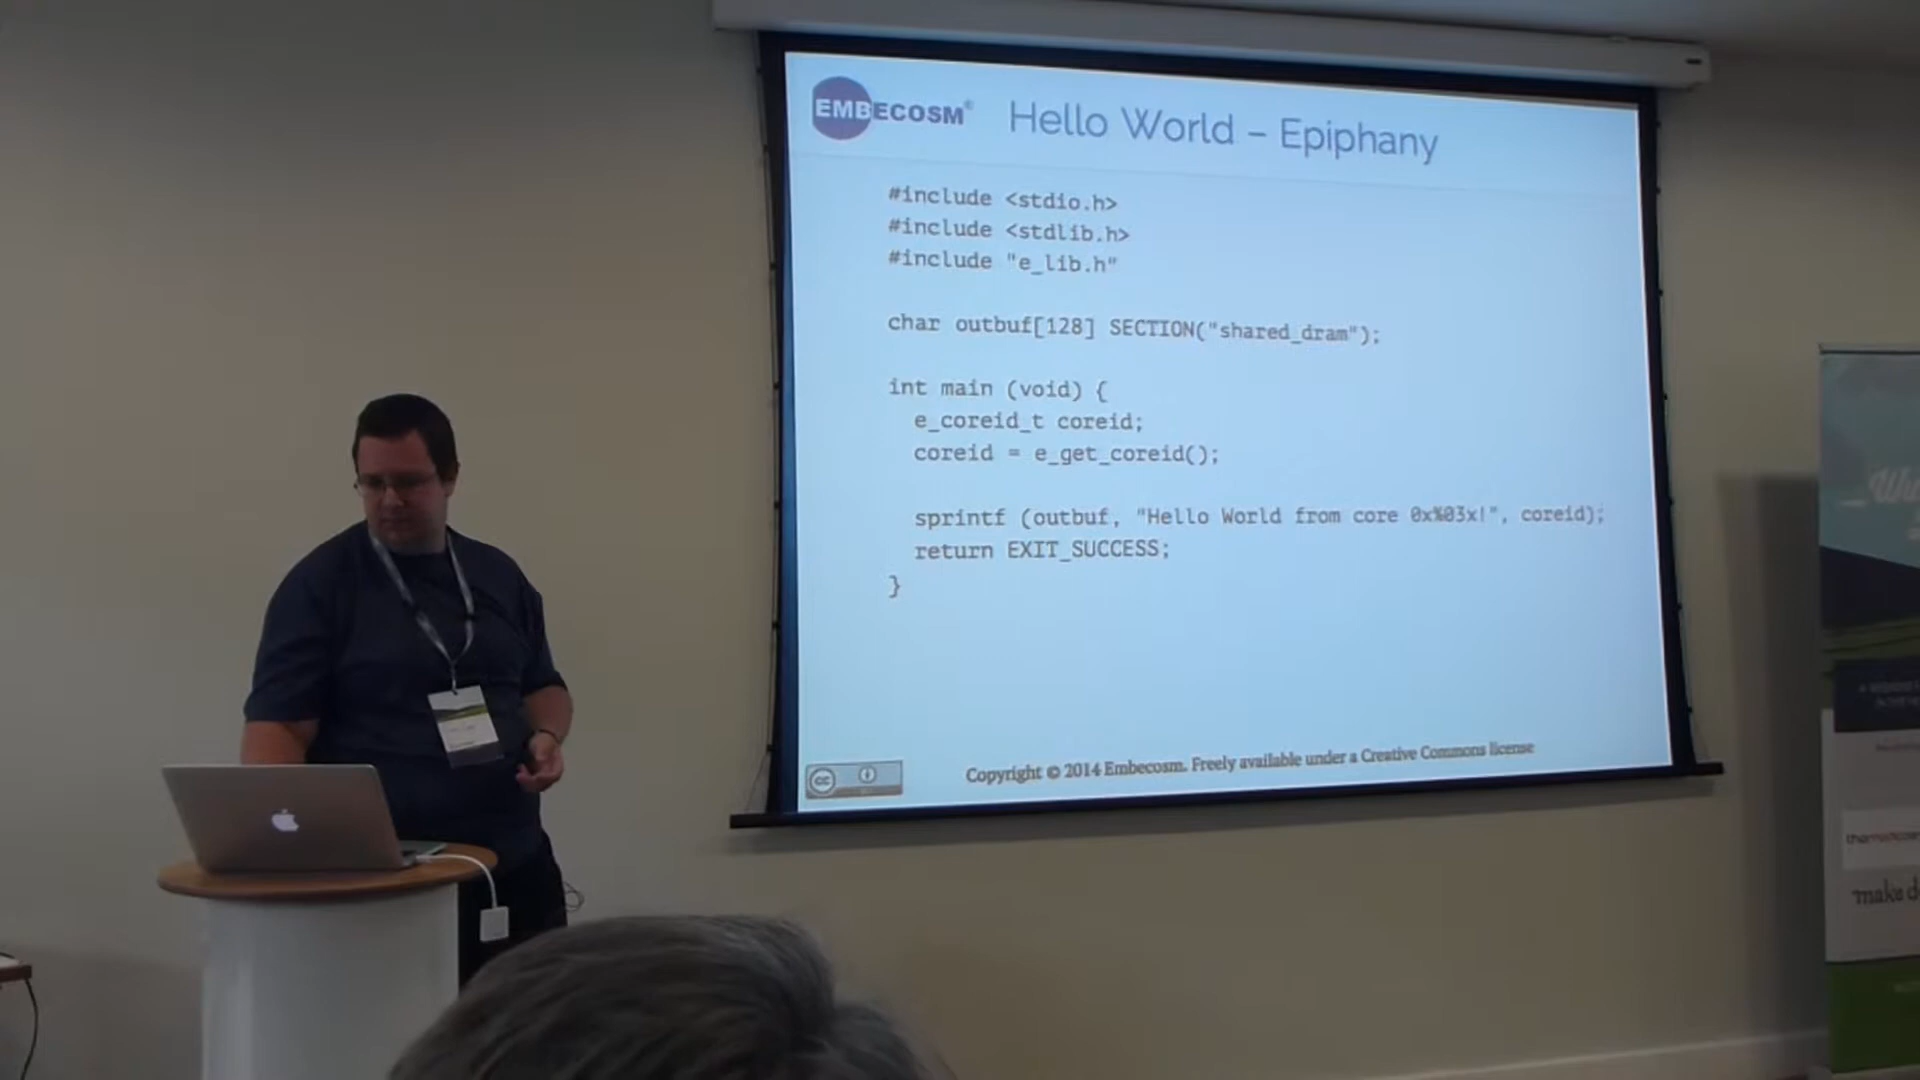 EMBECOSM®
Hello World – Epiphany
#include <stdio.h>
#include <stdlib.h>
#include "e_lib.h"
char outbuf[128] SECTION("shared_dram");
int main (void) {
e_coreid_t coreid;
coreid = e_get_coreid();
sprintf (outbuf, "Hello World from core 0x%03x!", coreid);
return EXIT_SUCCESS;
}
cc
Copyright © 2014 Embecosm. Freely available under a Creative Commons license
make d